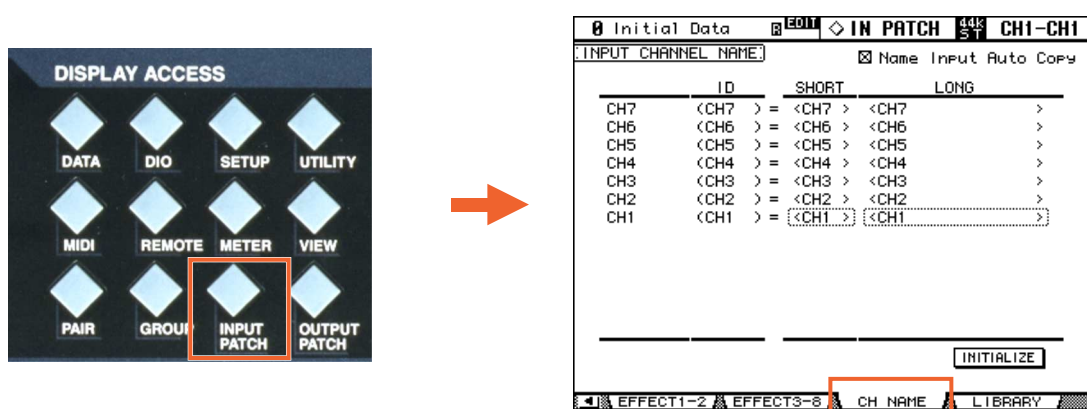 DISPLAY ACCESS
DATA DIO SETUP UTILITY
MIDI REMOTE METER VIEW
PAIR GROUP INPUT PATCH OUTPUT PATCH
0 Initial Data R EDIT IN PATCH 44K ST CH1-CH1
INPUT CHANNEL NAME Name Input Auto Copy
ID SHORT LONG
CH7 (CH7 ) = <CH7 > <CH7 >
CH6 (CH6 ) = <CH6 > <CH6 >
CH5 (CH5 ) = <CH5 > <CH5 >
CH4 (CH4 ) = <CH4 > <CH4 >
CH3 (CH3 ) = <CH3 > <CH3 >
CH2 (CH2 ) = <CH2 > <CH2 >
CH1 (CH1 ) = <CH1 > <CH1 >
INITIALIZE
EFFECT1-2 EFFECT3-8 CH NAME LIBRARY